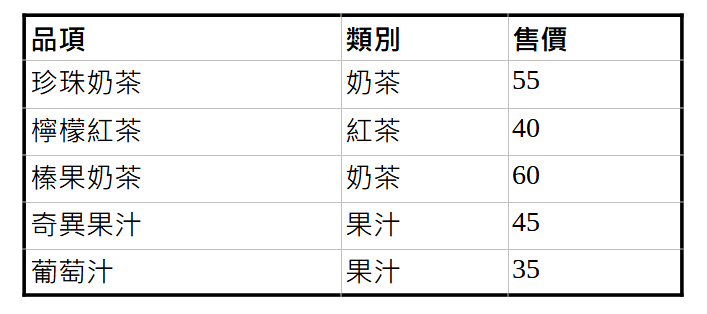 品項 類別 售價
珍珠奶茶 奶茶 55
檸檬紅茶 紅茶 40
榛果奶茶 奶茶 60
奇異果汁 果汁 45
葡萄汁 果汁 35